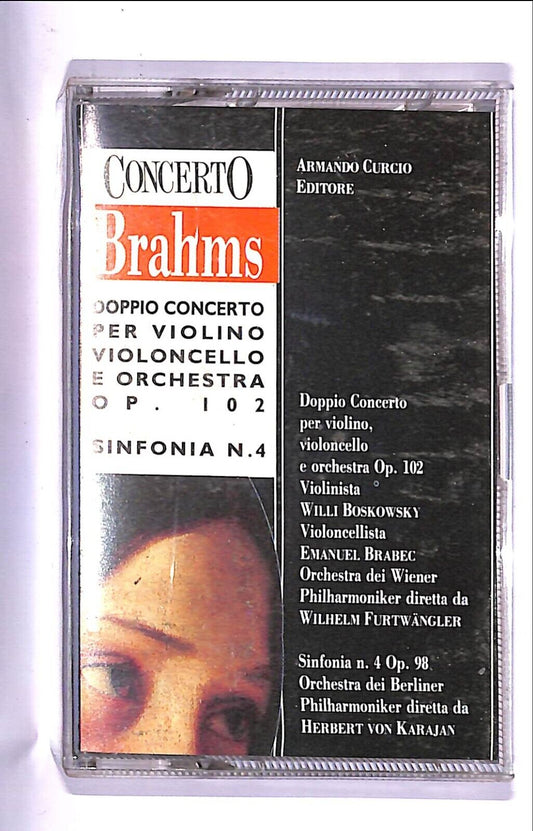 CONCERTO
Brahms
DOPPIO CONCERTO
PER VIOLINO
VIOLONCELLO
E ORCHESTRA
OP. 102
SINFONIA N.4
ARMANDO CURCIO
EDITORE
Doppio Concerto
per violino,
violoncello
e orchestra Op. 102
Violinista
WILLI BOSKOWSKY
Violoncellista
EMANUEL BRABEC
Orchestra dei Wiener
Philharmoniker diretta da
WILHELM FURTWÄNGLER
Sinfonia n. 4 Op. 98
Orchestra dei Berliner
Philharmoniker diretta da
HERBERT VON KARAJAN